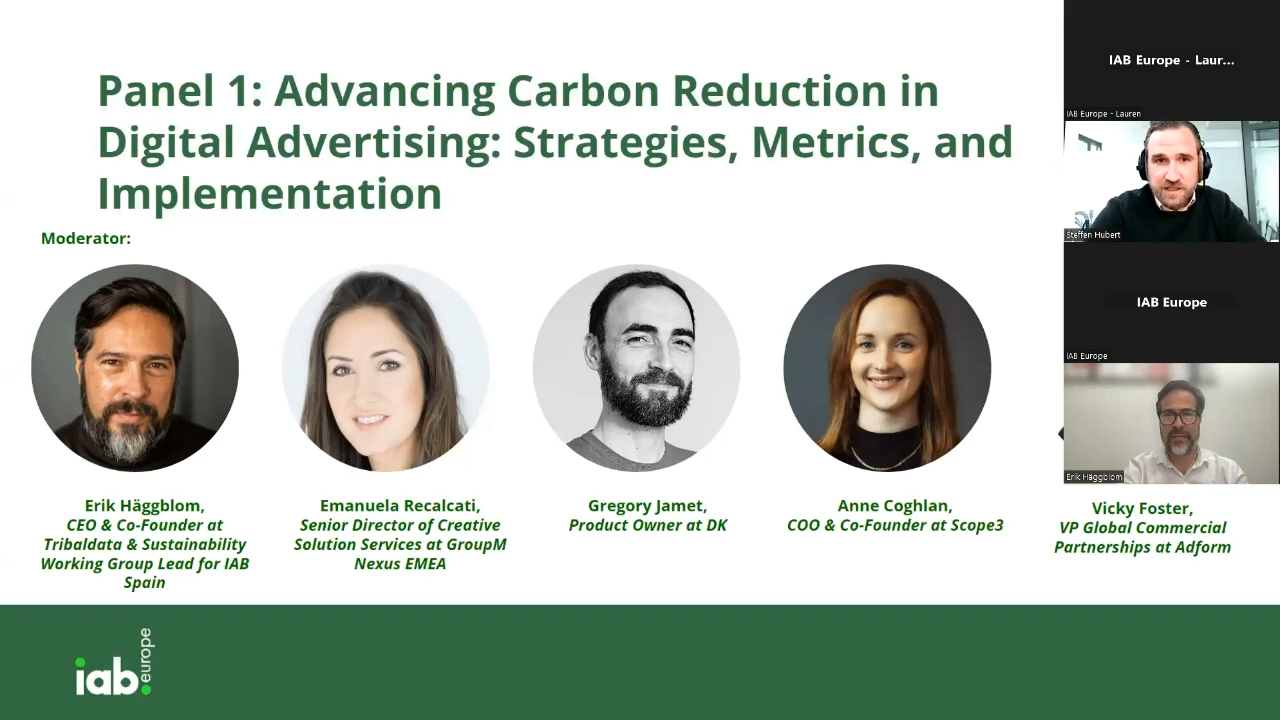 Panel 1: Advancing Carbon Reduction in
Digital Advertising: Strategies, Metrics, and
Implementation
Moderator:
Erik Häggblom,
CEO & Co-Founder at
Tribaldata & Sustainability
Working Group Lead for IAB
Spain
Emanuela Recalcati,
Senior Director of Creative
Solution Services at GroupM
Nexus EMEA
Gregory Jamet,
Product Owner at DK
Anne Coghlan,
COO & Co-Founder at Scope3
Vicky Foster,
VP Global Commercial
Partnerships at Adform
IAB Europe - Laur...
IAB Europe - Lauren
Steffen Hubert
IAB Europe
IAB Europe
Erik Häggblom
iab.
europe